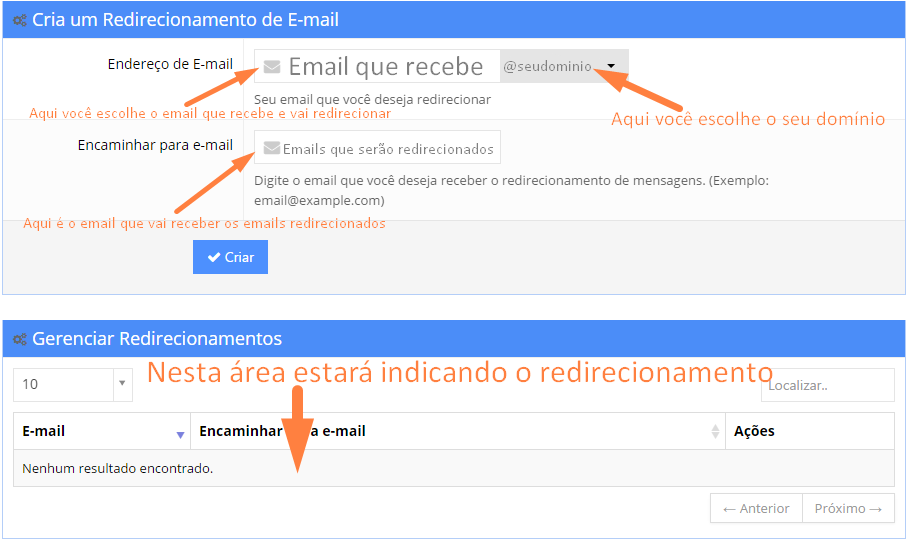 Cria um Redirecionamento de E-mail
Endereço de E-mail
Email que recebe
@seudominio
Seu email que você deseja redirecionar
Aqui você escolhe o email que recebe e vai redirecionar
Aqui você escolhe o seu domínio
Encaminhar para e-mail
Emails que serão redirecionados
Digite o email que você deseja receber o redirecionamento de mensagens. (Exemplo:
email@example.com)
Aqui é o email que vai receber os emails redirecionados
Criar
Gerenciar Redirecionamentos
Nesta área estará indicando o redirecionamento
10
Localizar..
E-mail
Encaminhar a e-mail
Ações
Nenhum resultado encontrado.
← Anterior
Próximo →